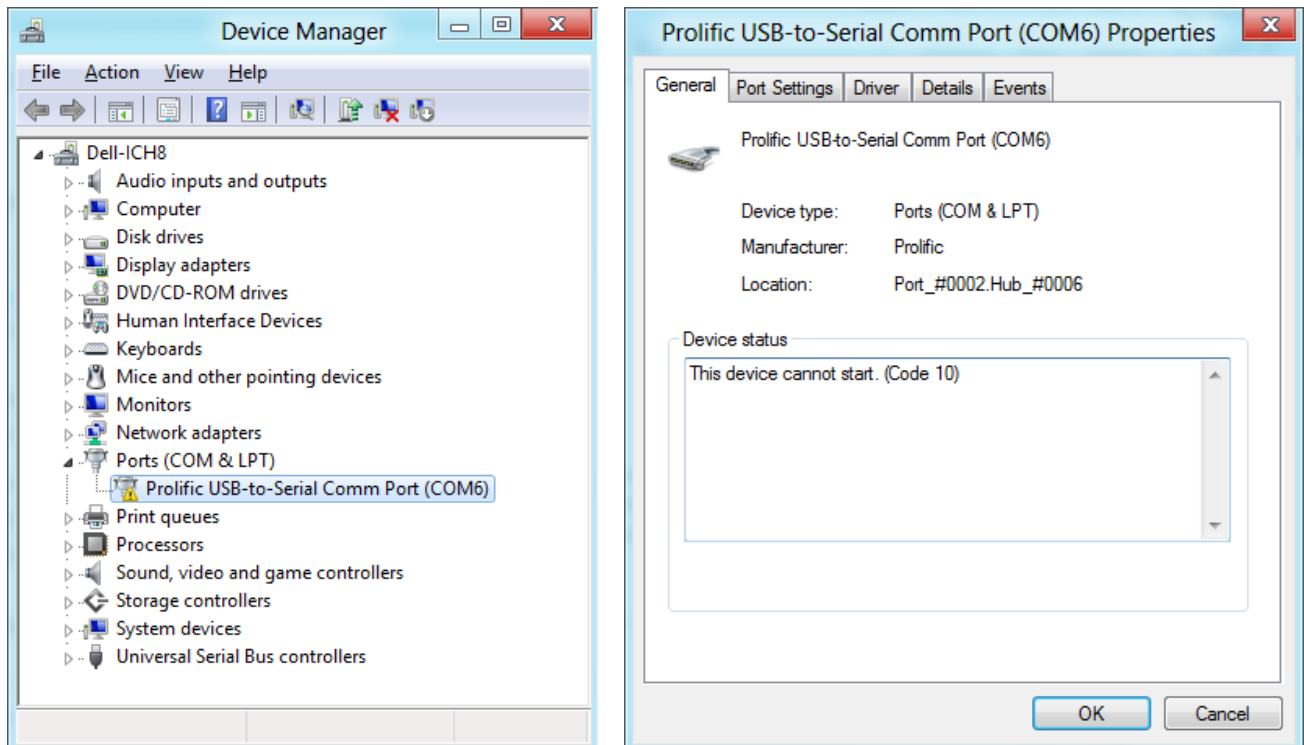 Device Manager
File Action View Help
Dell-ICH8
Audio inputs and outputs
Computer
Disk drives
Display adapters
DVD/CD-ROM drives
Human Interface Devices
Keyboards
Mice and other pointing devices
Monitors
Network adapters
Ports (COM & LPT)
Prolific USB-to-Serial Comm Port (COM6)
Print queues
Processors
Sound, video and game controllers
Storage controllers
System devices
Universal Serial Bus controllers
Prolific USB-to-Serial Comm Port (COM6) Properties
General Port Settings Driver Details Events
Prolific USB-to-Serial Comm Port (COM6)
Device type: Ports (COM & LPT)
Manufacturer: Prolific
Location: Port_#0002.Hub_#0006
Device status
This device cannot start. (Code 10)
OK Cancel